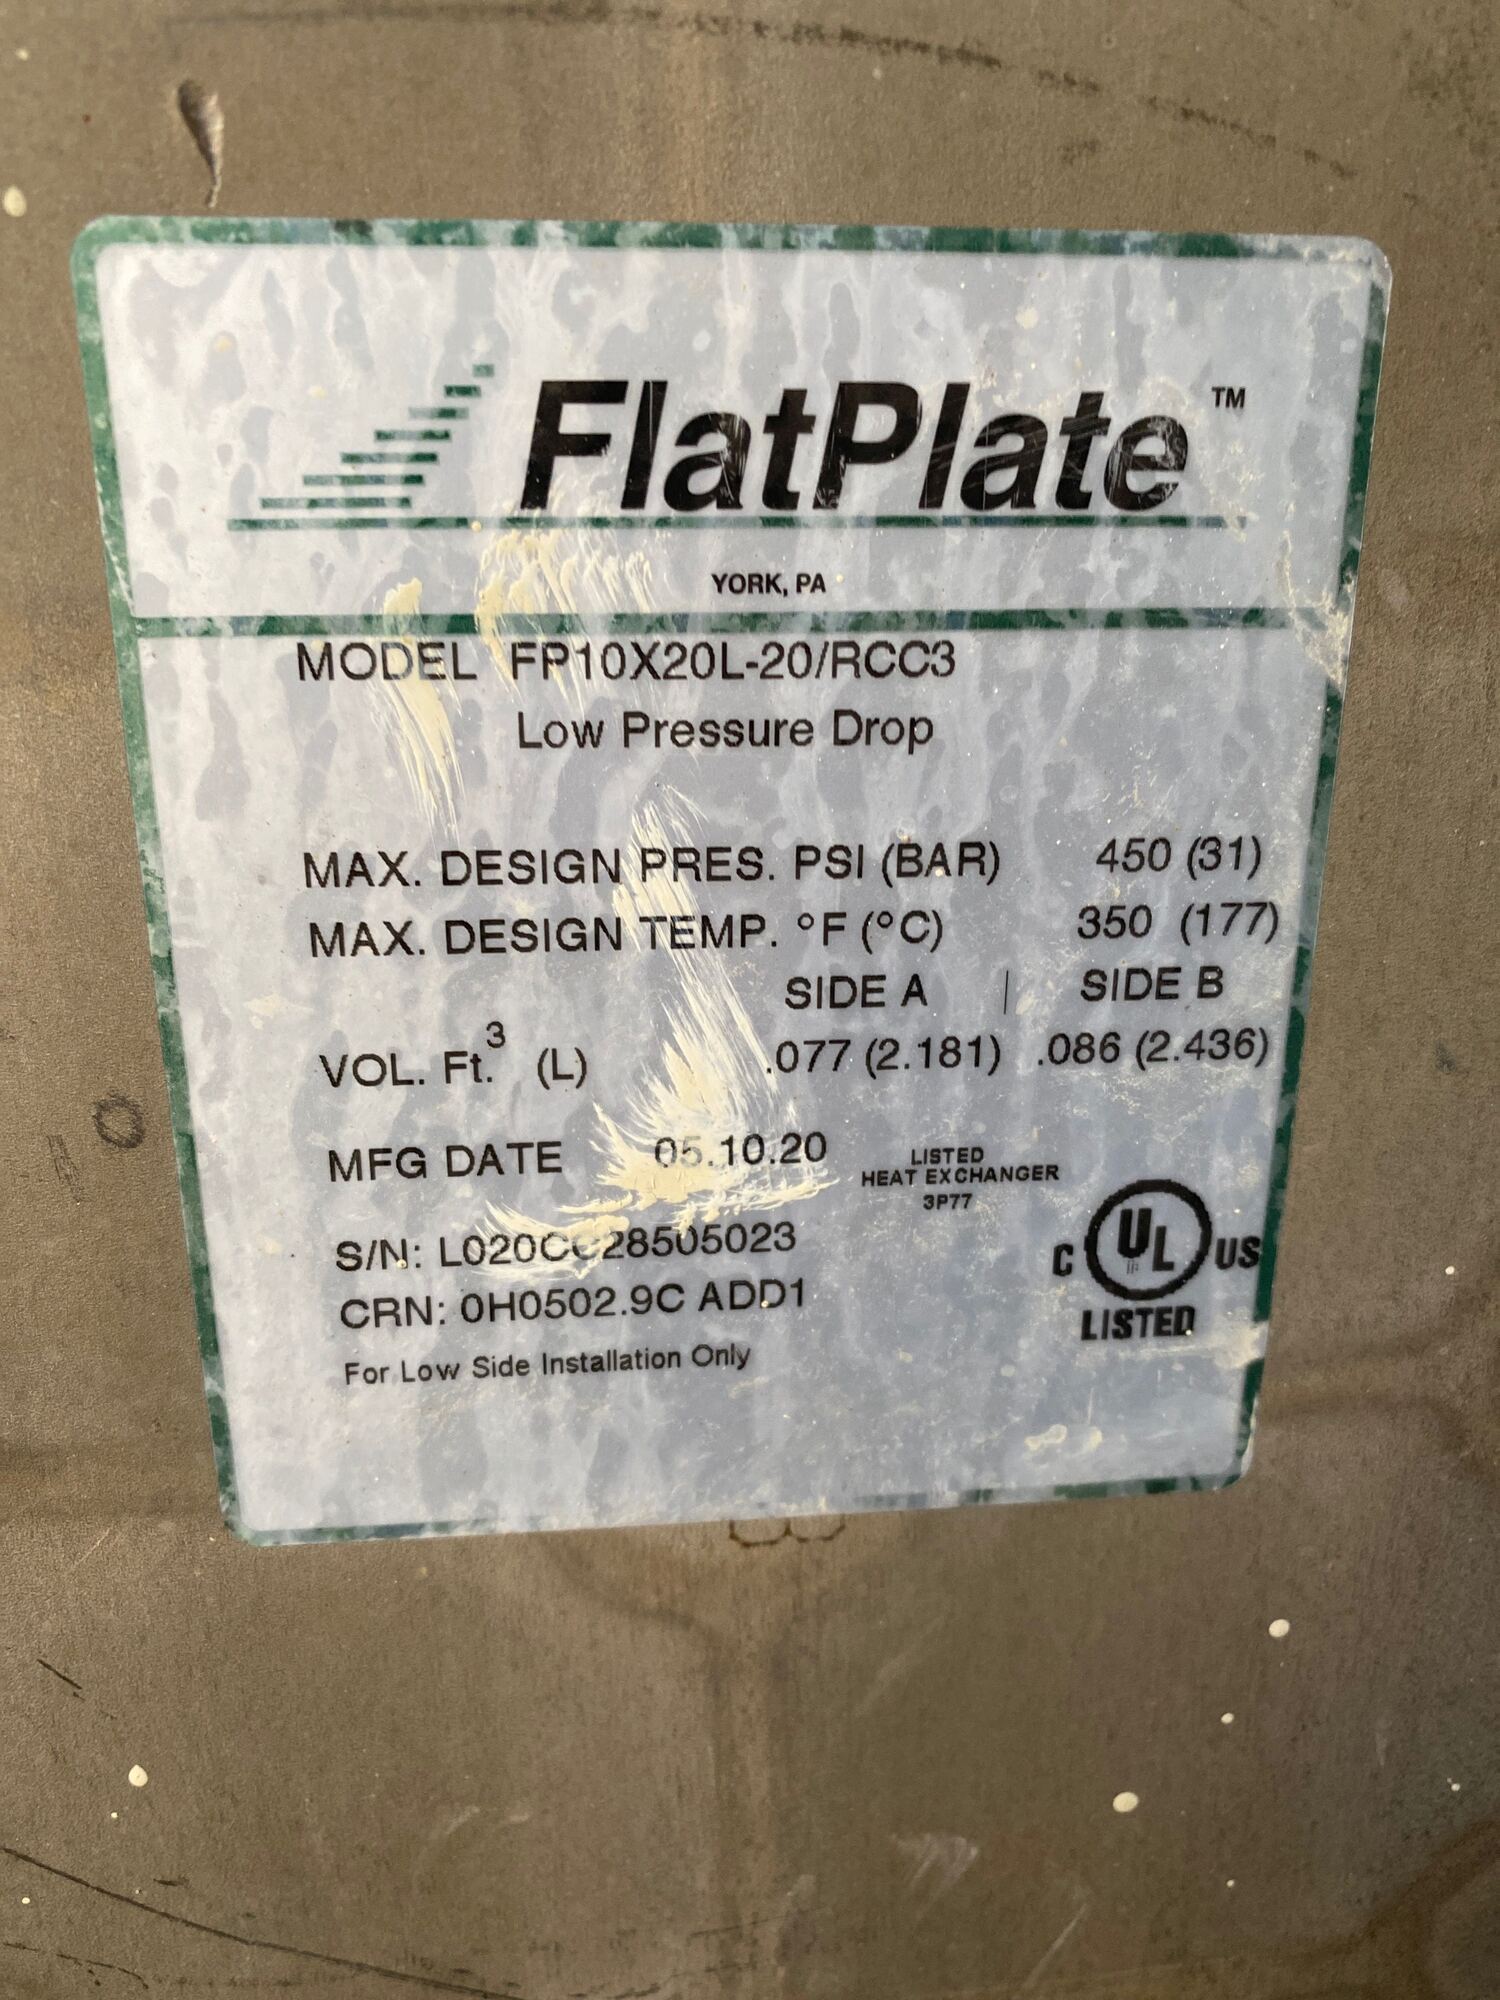 FlatPlate™
YORK, PA
MODEL FP10X20L-20/RCC3
Low Pressure Drop
MAX. DESIGN PRES. PSI (BAR) 450 (31)
MAX. DESIGN TEMP. °F (°C) 350 (177)
SIDE A | SIDE B
VOL. Ft.³ (L) .077 (2.181) .086 (2.436)
MFG DATE 05.10.20
LISTED
HEAT EXCHANGER
3P77
S/N:
CRN: 0H0502.9C ADD1
For Low Side Installation Only
C UL US
LISTED